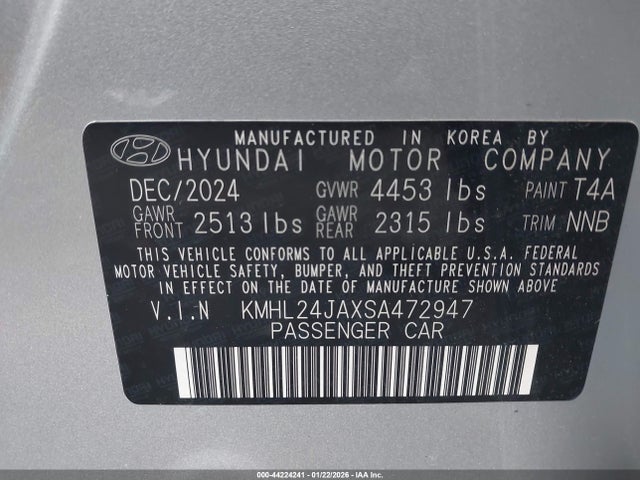 MANUFACTURED IN KOREA BY
HYUNDAI MOTOR COMPANY
DEC/2024 GVWR 4453 lbs PAINT T4A
GAWR FRONT 2513 lbs GAWR REAR 2315 lbs TRIM NNB
THIS VEHICLE CONFORMS TO ALL APPLICABLE U.S.A. FEDERAL
MOTOR VEHICLE SAFETY, BUMPER, AND THEFT PREVENTION STANDARDS
IN EFFECT ON THE DATE OF MANUFACTURE SHOWN ABOVE
V.I.N KMHL24JAXSA472947
PASSENGER CAR
000-44224241 - 01/22/2026 - IAA Inc.